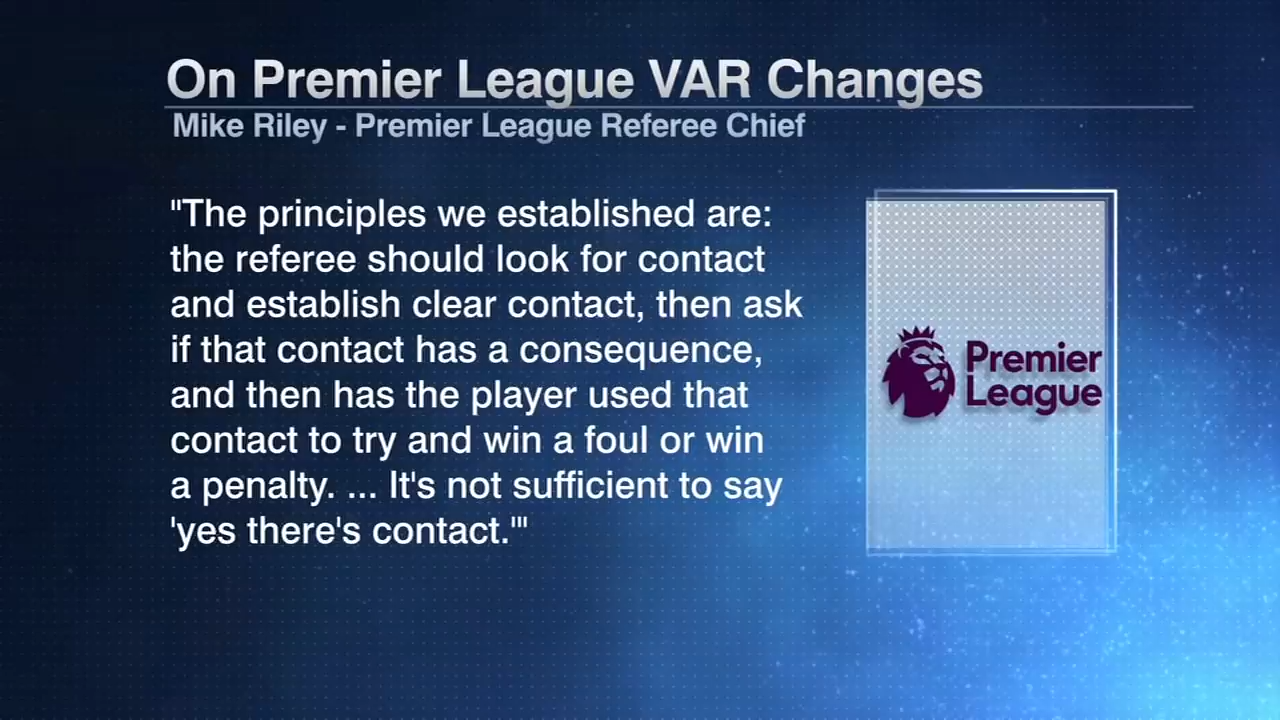 On Premier League VAR Changes
Mike Riley - Premier League Referee Chief
"The principles we established are:
the referee should look for contact
and establish clear contact, then ask
if that contact has a consequence,
and then has the player used that
contact to try and win a foul or win
a penalty. ... It's not sufficient to say
'yes there's contact.'"
Premier
League